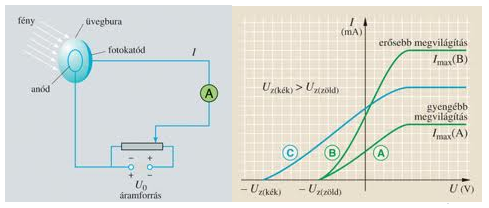 fény
üvegbura
fotokatód
anód
I
A
– +
+ –
U0
áramforrás
I
(mA)
erősebb megvilágítás
Imax(B)
Uz(kék) > Uz(zöld)
gyengébb
megvilágítás
Imax(A)
C
B
A
– Uz(kék)
– Uz(zöld)
U (V)